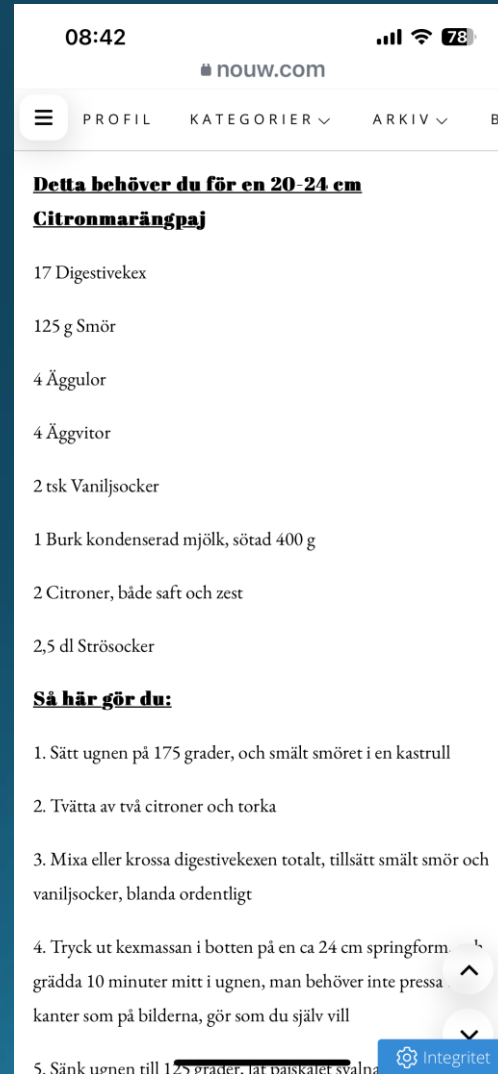 08:42
78
nouw.com
PROFIL KATEGORIER ARKIV B
Detta behöver du för en 20-24 cm
Citronmarängpaj
17 Digestivekex
125 g Smör
4 Äggulor
4 Äggvitor
2 tsk Vaniljsocker
1 Burk kondenserad mjölk, sötad 400 g
2 Citroner, både saft och zest
2,5 dl Strösocker
Så här gör du:
1. Sätt ugnen på 175 grader, och smält smöret i en kastrull
2. Tvätta av två citroner och torka
3. Mixa eller krossa digestivekexen totalt, tillsätt smält smör och
vaniljsocker, blanda ordentligt
4. Tryck ut kexmassan i botten på en ca 24 cm springform
grädda 10 minuter mitt i ugnen, man behöver inte pressa
kanter som på bilderna, gör som du själv vill
5. Sänk ugnen till 125 grader, låt pajskalet svalna
Integritet